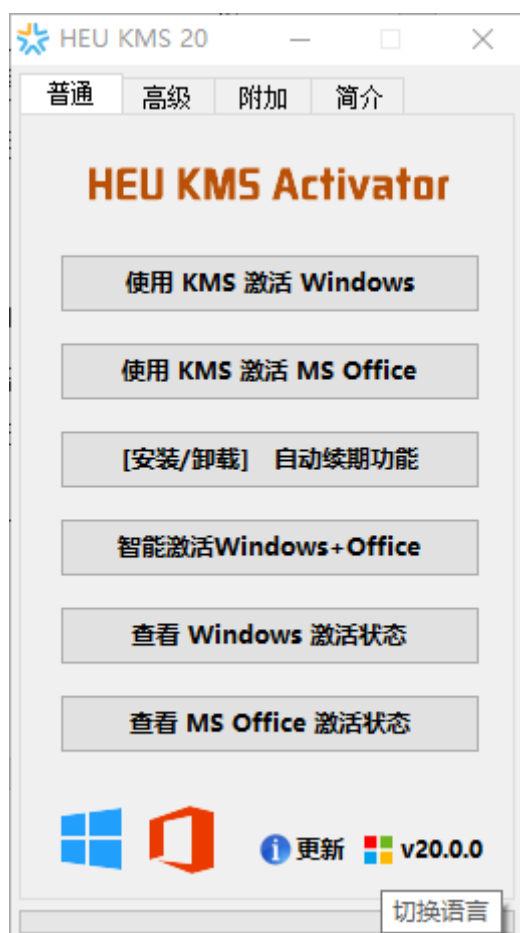 HEU KMS 20
普通 高级 附加 简介
HEU KMS Activator
使用 KMS 激活 Windows
使用 KMS 激活 MS Office
[安装/卸载] 自动续期功能
智能激活Windows+Office
查看 Windows 激活状态
查看 MS Office 激活状态
更新 v20.0.0
切换语言